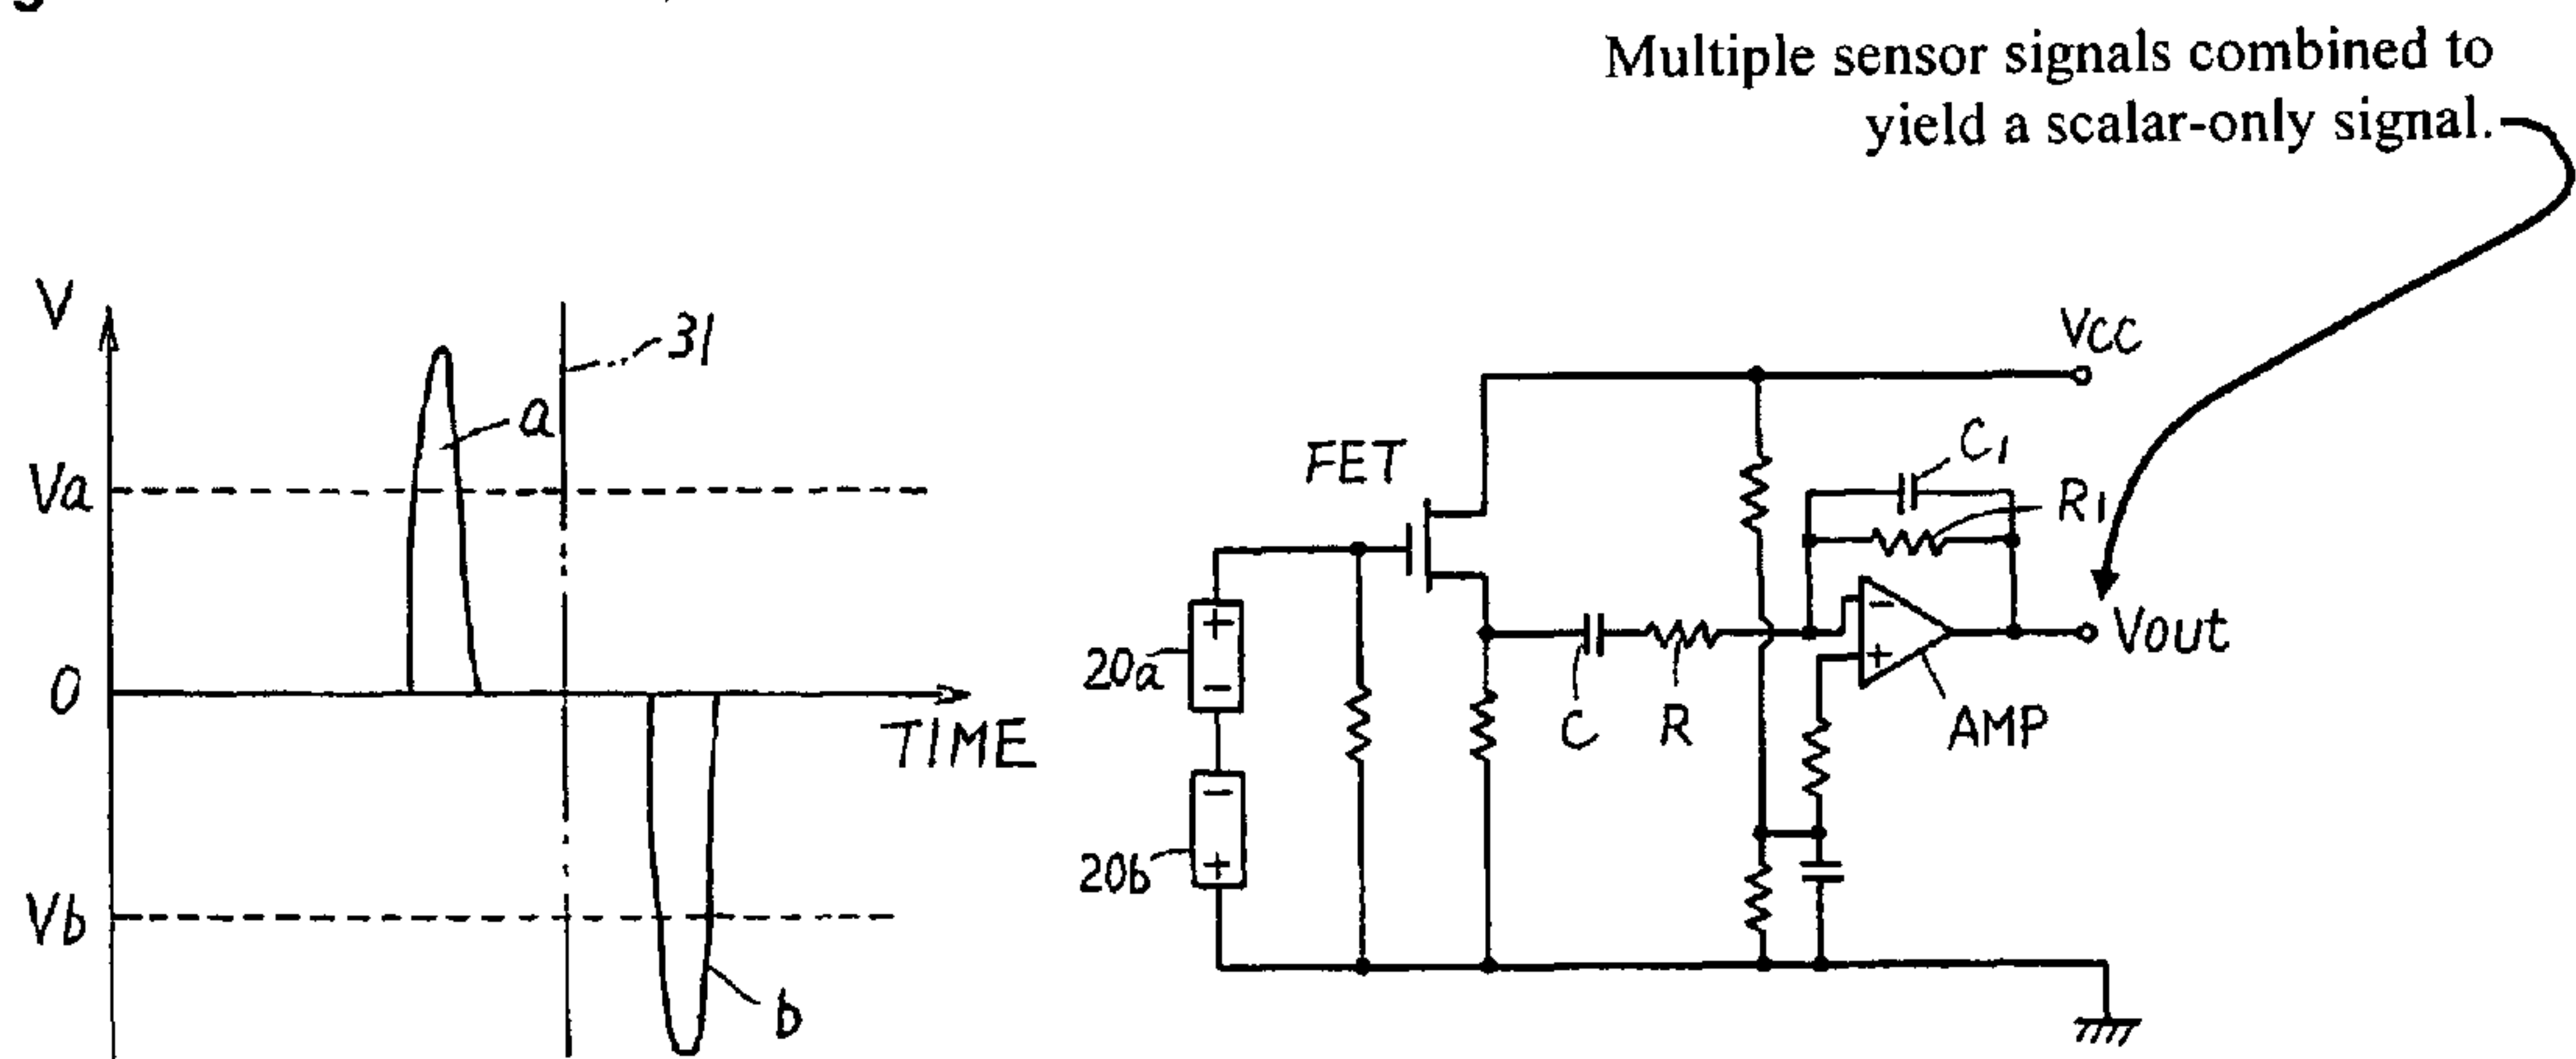 Multiple sensor signals combined to
yield a scalar-only signal.
V
31
a
Va
0
TIME
Vb
b
VCC
FET
C1
R1
+
-
20a
-
+
20b
C
R
-
+
AMP
Vout